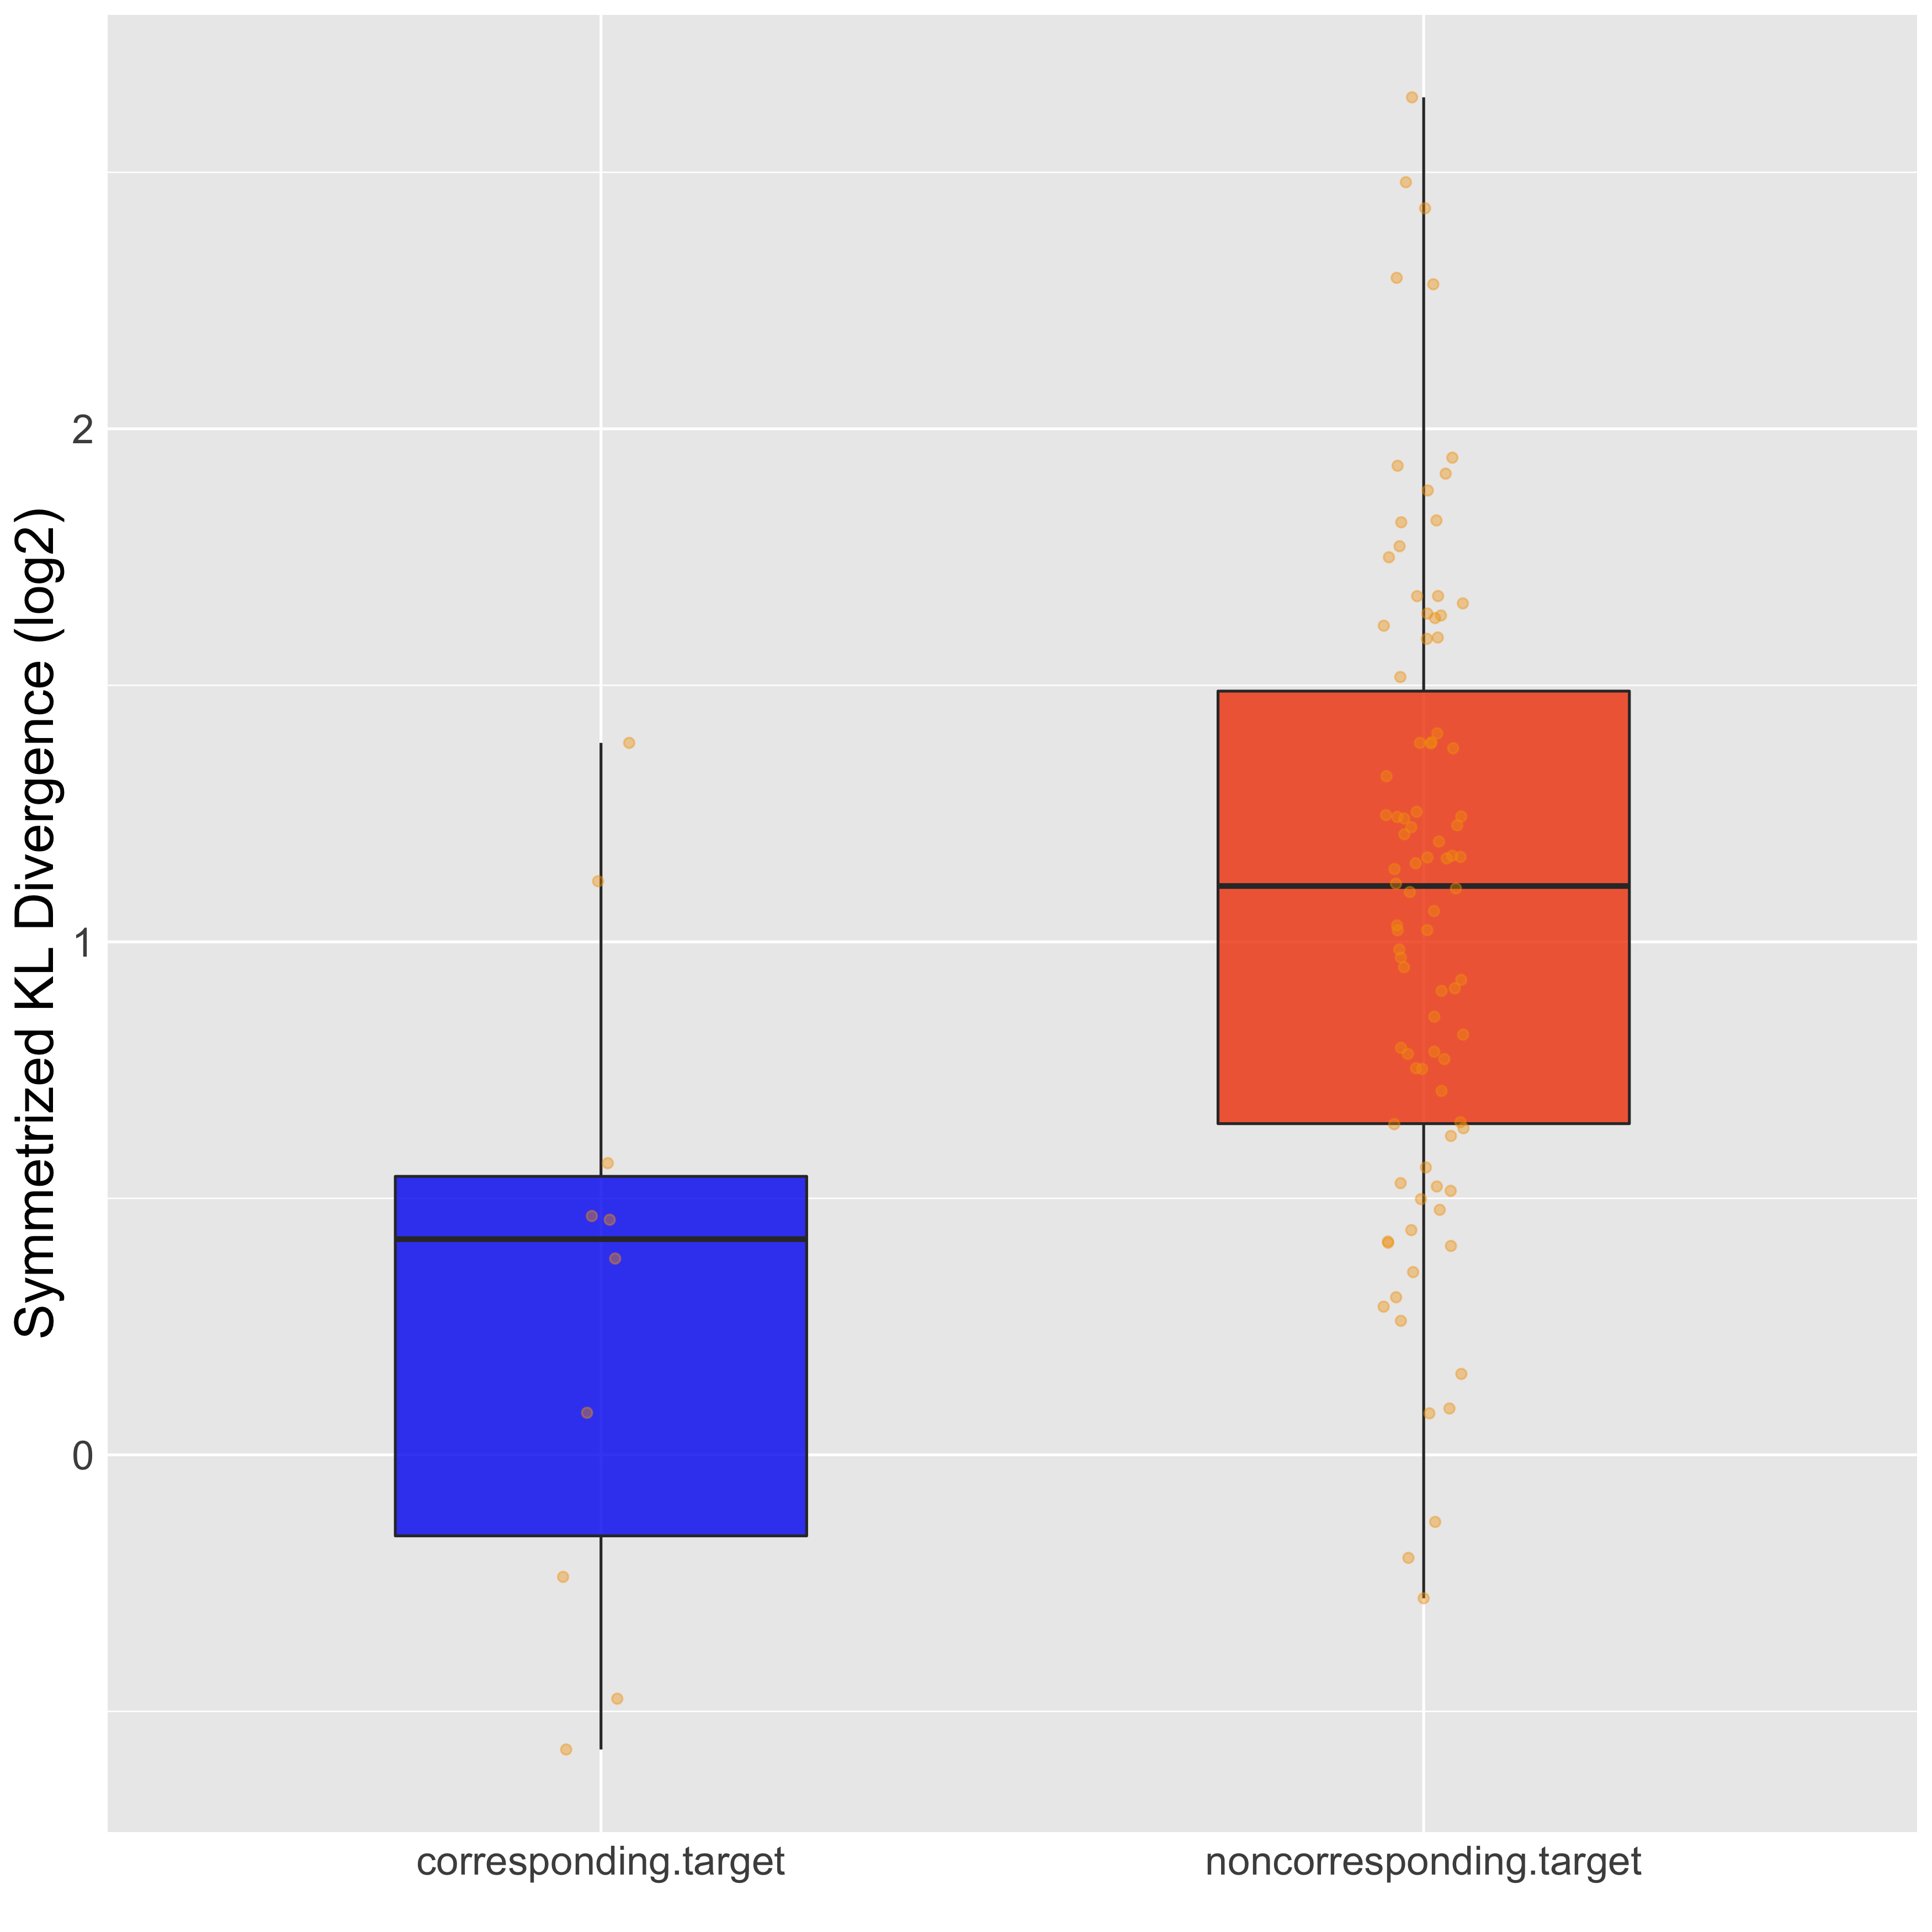 Symmetrized KL Divergence (log2)
2
1
0
corresponding.target
noncorresponding.target